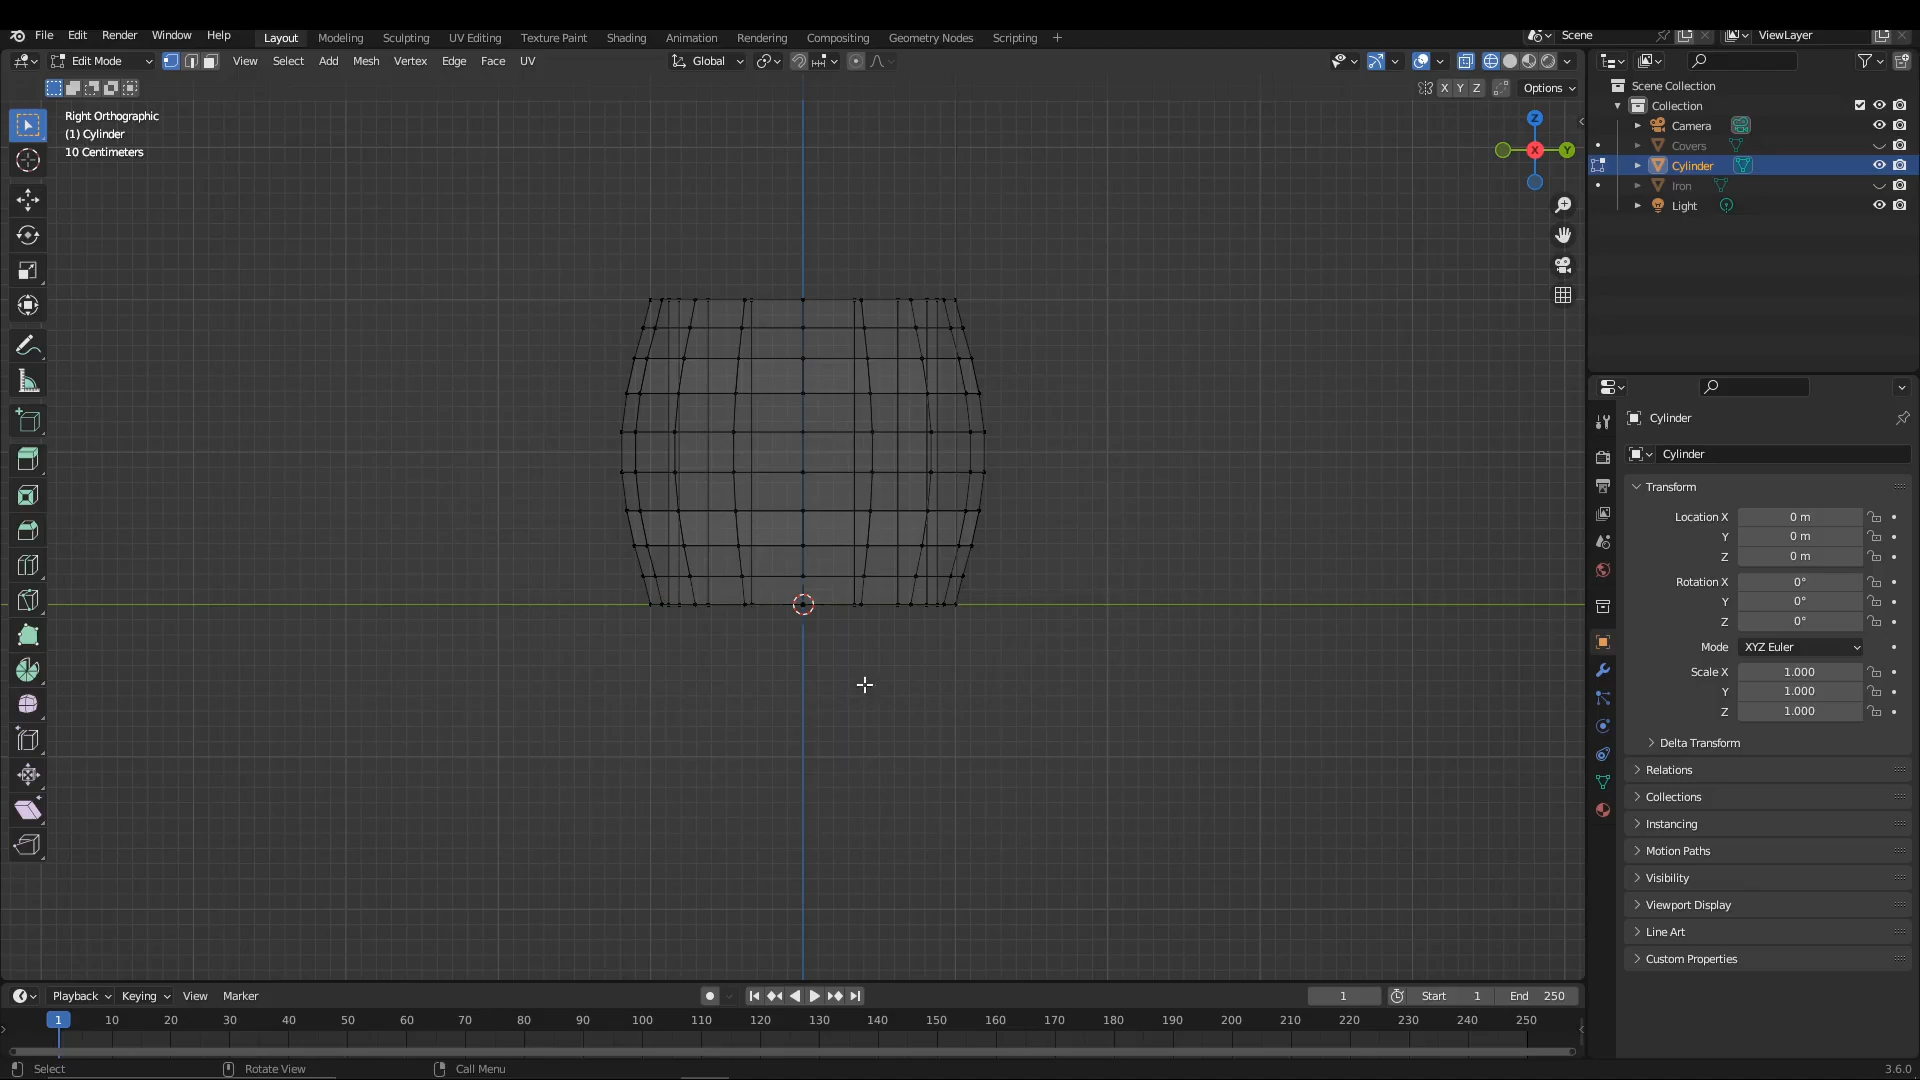 File Edit Render Window Help Layout Modeling Sculpting UV Editing Texture Paint Shading Animation Rendering Compositing Geometry Nodes Scripting + Scene ViewLayer
Edit Mode View Select Add Mesh Vertex Edge Face UV Global
X Y Z Options
Right Orthographic
(1) Cylinder
10 Centimeters
Z
X Y
Scene Collection
Collection
Camera
Covers
Cylinder
Iron
Light
Cylinder
Cylinder
Transform
Location X 0 m
Y 0 m
Z 0 m
Rotation X 0°
Y 0°
Z 0°
Mode XYZ Euler
Scale X 1.000
Y 1.000
Z 1.000
Delta Transform
Relations
Collections
Instancing
Motion Paths
Visibility
Viewport Display
Line Art
Custom Properties
Playback Keying View Marker 1 Start 1 End 250
1 10 20 30 40 50 60 70 80 90 100 110 120 130 140 150 160 170 180 190 200 210 220 230 240 250
Select Rotate View Call Menu 3.6.0